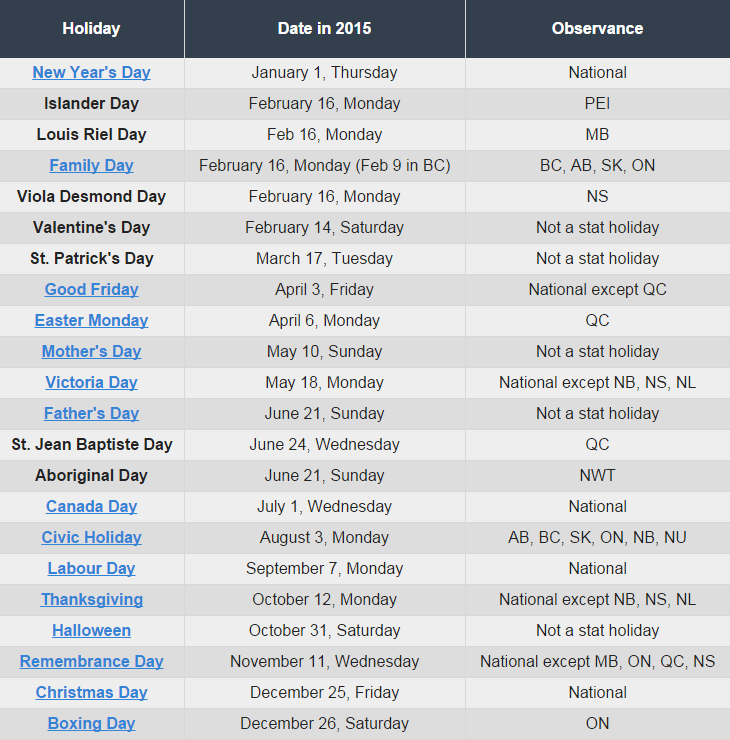 Holiday Date in 2015 Observance
New Year's Day January 1, Thursday National
Islander Day February 16, Monday PEI
Louis Riel Day Feb 16, Monday MB
Family Day February 16, Monday (Feb 9 in BC) BC, AB, SK, ON
Viola Desmond Day February 16, Monday NS
Valentine's Day February 14, Saturday Not a stat holiday
St. Patrick's Day March 17, Tuesday Not a stat holiday
Good Friday April 3, Friday National except QC
Easter Monday April 6, Monday QC
Mother's Day May 10, Sunday Not a stat holiday
Victoria Day May 18, Monday National except NB, NS, NL
Father's Day June 21, Sunday Not a stat holiday
St. Jean Baptiste Day June 24, Wednesday QC
Aboriginal Day June 21, Sunday NWT
Canada Day July 1, Wednesday National
Civic Holiday August 3, Monday AB, BC, SK, ON, NB, NU
Labour Day September 7, Monday National
Thanksgiving October 12, Monday National except NB, NS, NL
Halloween October 31, Saturday Not a stat holiday
Remembrance Day November 11, Wednesday National except MB, ON, QC, NS
Christmas Day December 25, Friday National
Boxing Day December 26, Saturday ON